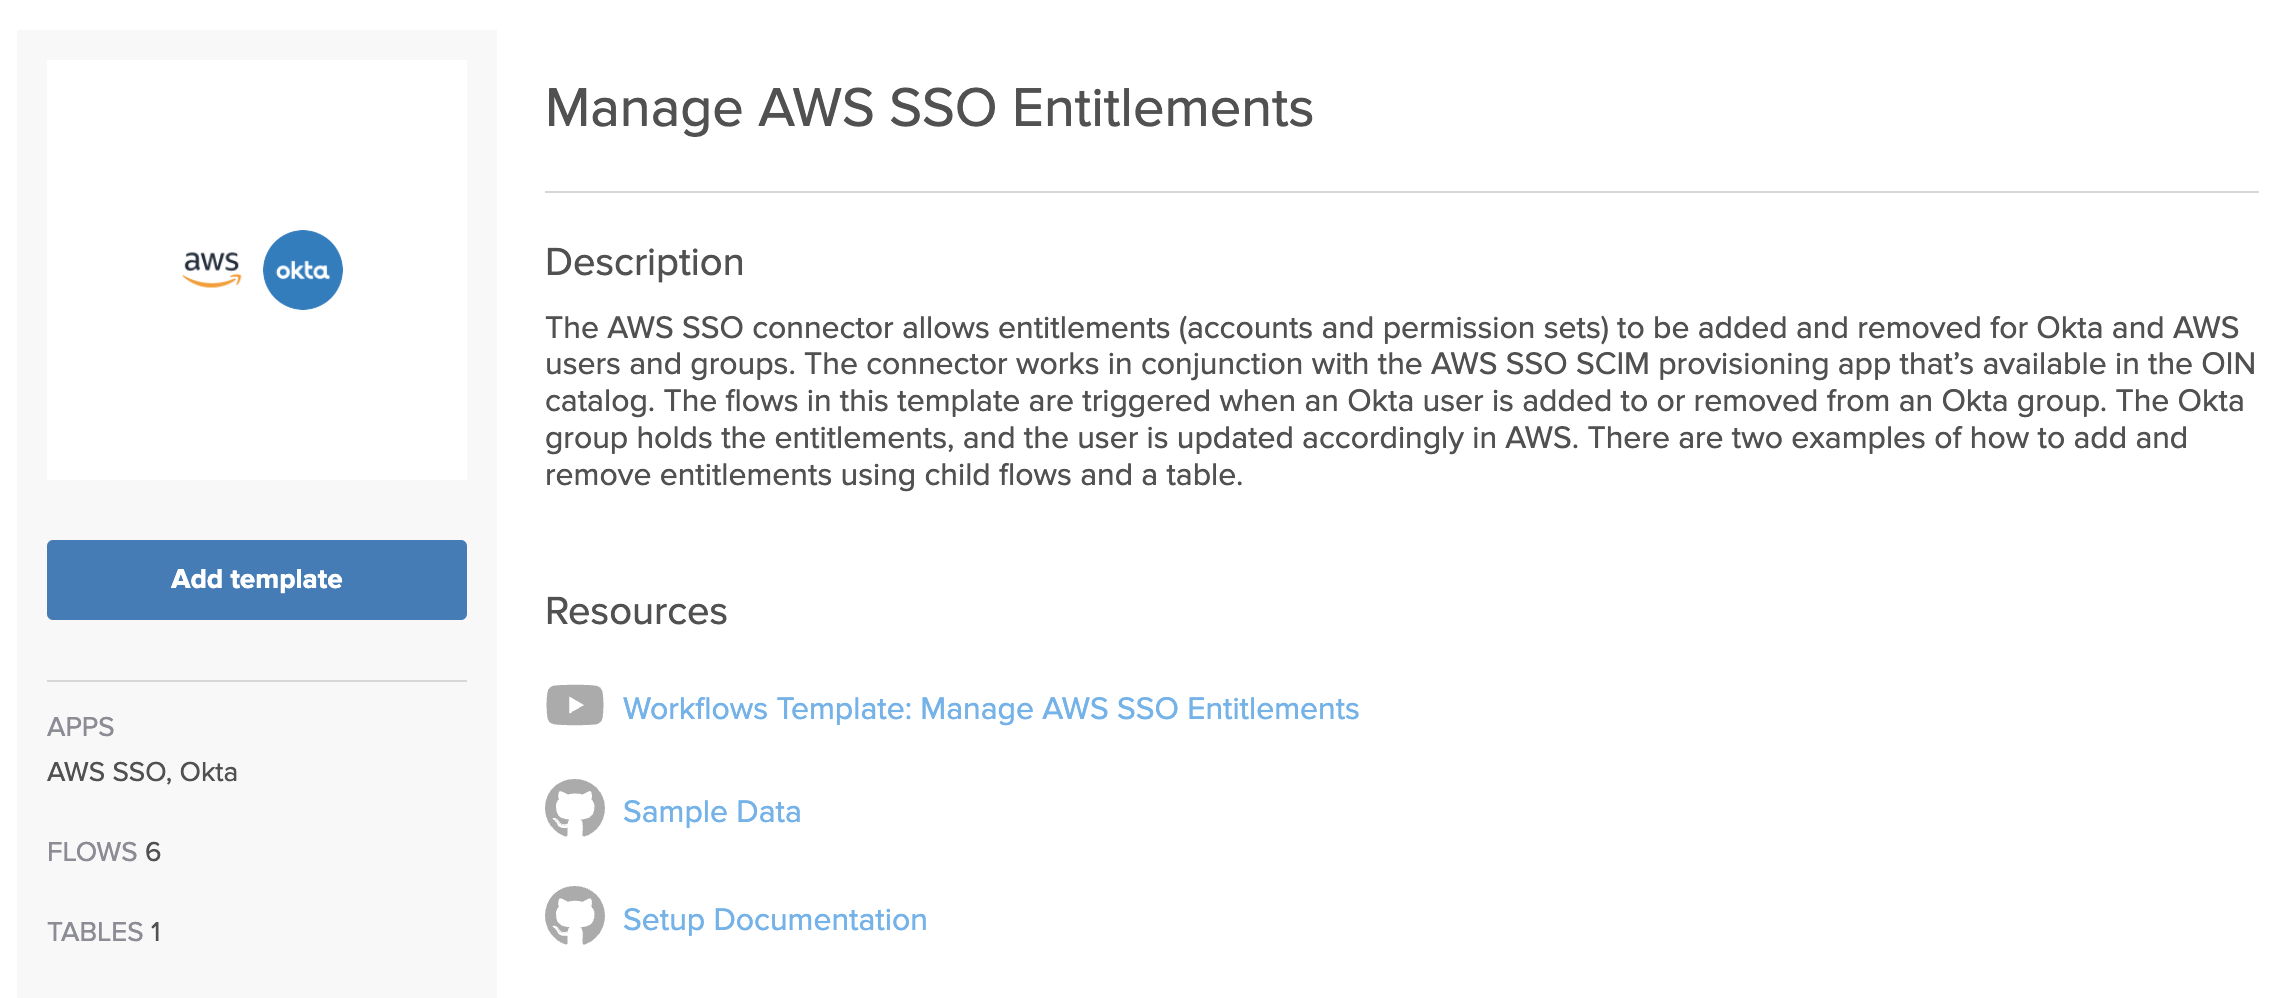 aws
okta
Add template
APPS
AWS SSO, Okta
FLOWS 6
TABLES 1
Manage AWS SSO Entitlements
Description
The AWS SSO connector allows entitlements (accounts and permission sets) to be added and removed for Okta and AWS
users and groups. The connector works in conjunction with the AWS SSO SCIM provisioning app that’s available in the OIN
catalog. The flows in this template are triggered when an Okta user is added to or removed from an Okta group. The Okta
group holds the entitlements, and the user is updated accordingly in AWS. There are two examples of how to add and
remove entitlements using child flows and a table.
Resources
Workflows Template: Manage AWS SSO Entitlements
Sample Data
Setup Documentation